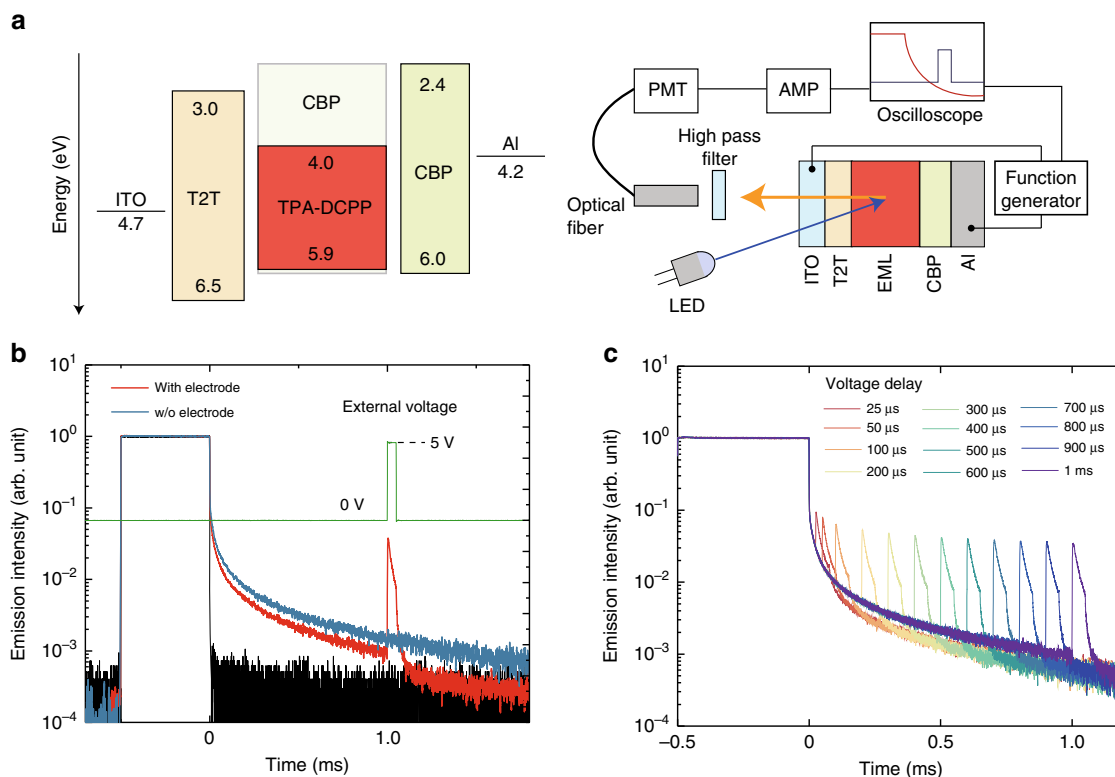 a
Energy (eV)
ITO
4.7
3.0
T2T
6.5
CBP
4.0
TPA-DCPP
5.9
2.4
CBP
6.0
Al
4.2
PMT
AMP
Oscilloscope
High pass
filter
Optical
fiber
LED
Function
generator
ITO
T2T
EML
CBP
Al
b
Emission intensity (arb. unit)
10¹
10⁰
10⁻¹
10⁻²
10⁻³
10⁻⁴
With electrode
w/o electrode
External voltage
5 V
0 V
0
1.0
Time (ms)
c
Emission intensity (arb. unit)
10¹
10⁰
10⁻¹
10⁻²
10⁻³
10⁻⁴
Voltage delay
25 μs
50 μs
100 μs
200 μs
300 μs
400 μs
500 μs
600 μs
700 μs
800 μs
900 μs
1 ms
–0.5
0
0.5
1.0
Time (ms)